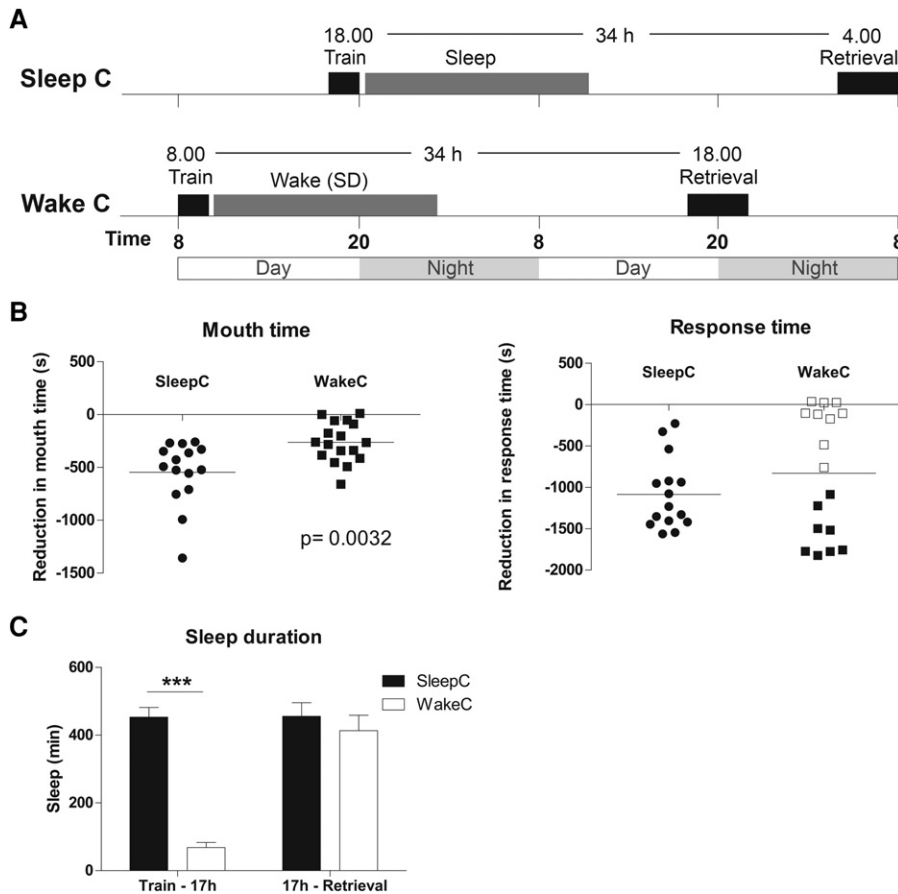 A
18.00 34 h 4.00
Train Sleep Retrieval
Sleep C
8.00 34 h 18.00
Train Wake (SD) Retrieval
Wake C
Time 8 20 8 20 8
Day Night Day Night
B
Mouth time
Reduction in mouth time (s)
500
0
-500
-1000
-1500
SleepC WakeC
p= 0.0032
Response time
Reduction in response time (s)
500
0
-500
-1000
-1500
-2000
SleepC WakeC
C
Sleep duration
Sleep (min)
600
400
200
0
***
SleepC
WakeC
Train - 17h 17h - Retrieval